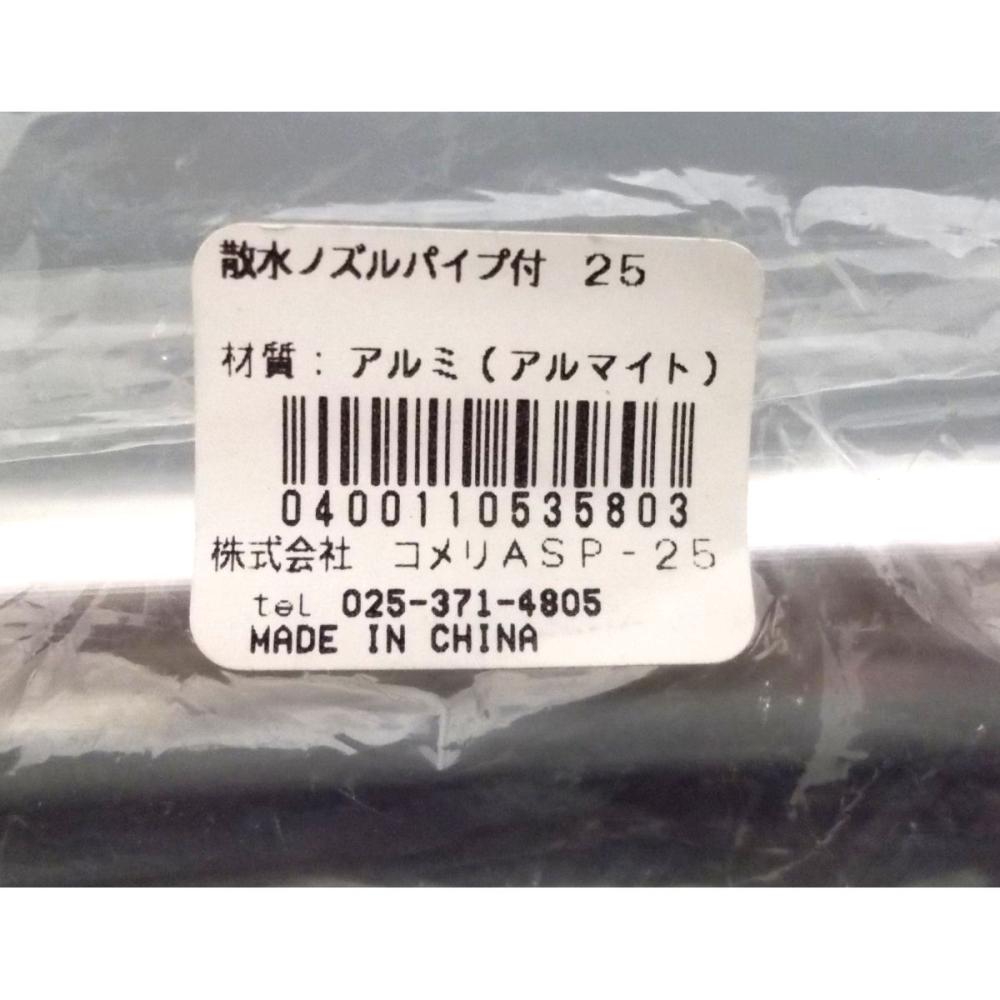 散水ノズルパイプ付 25
材質：アルミ（アルマイト）
0400110535803
株式会社 コメリASP-25
tel 025-371-4805
MADE IN CHINA